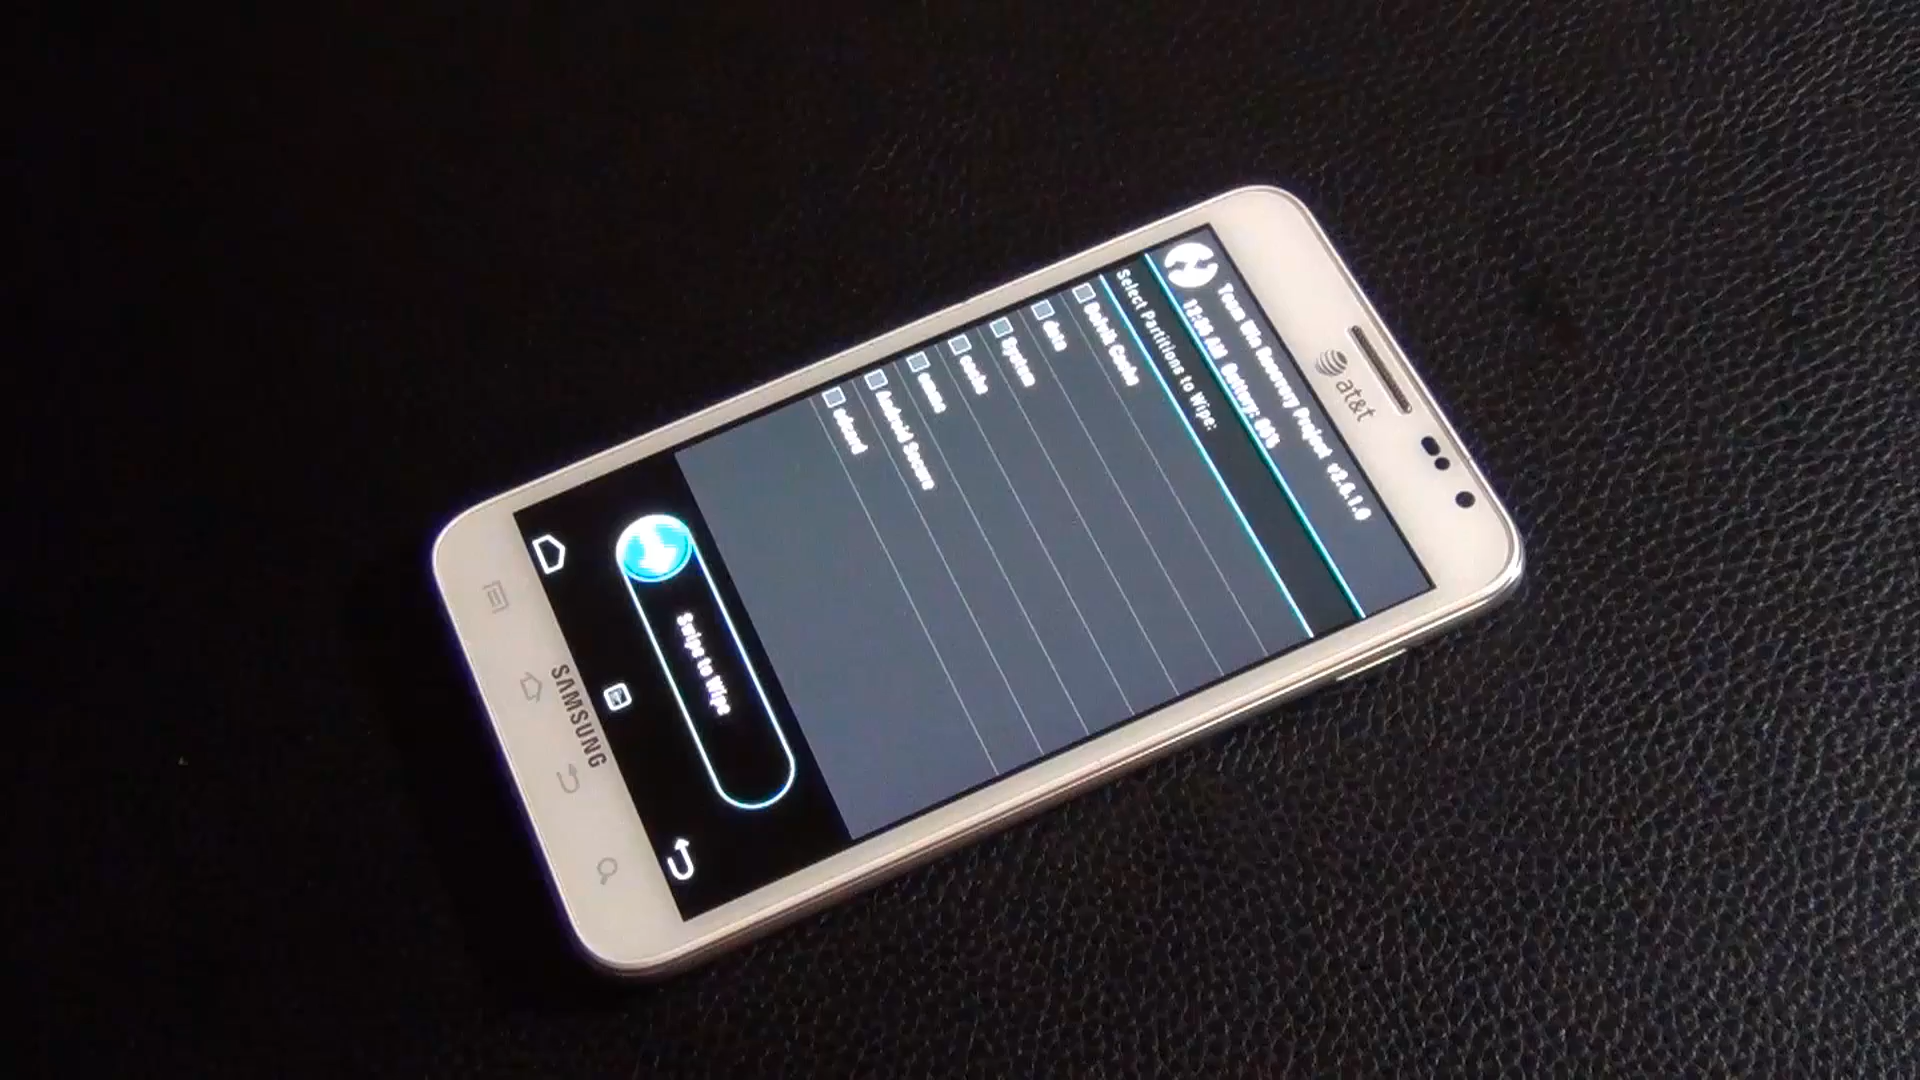 at&t
Team Win Recovery Project v2.6.1.0
Battery:
Select Partitions to Wipe:
Dalvik Cache
data
System
cache
Android Secure
sdcard
Swipe to Wipe
SAMSUNG